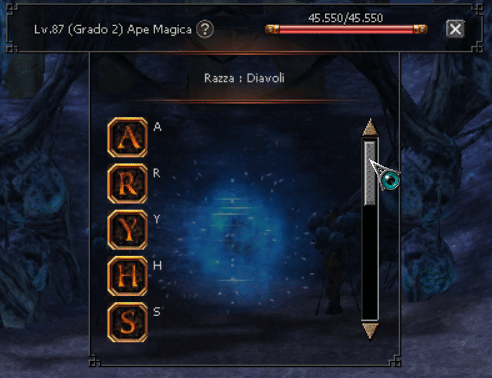 45.550/45.550
Lv.87 (Grado 2) Ape Magica ?
Razza : Diavoli
A A
R R
Y Y
H H
S S